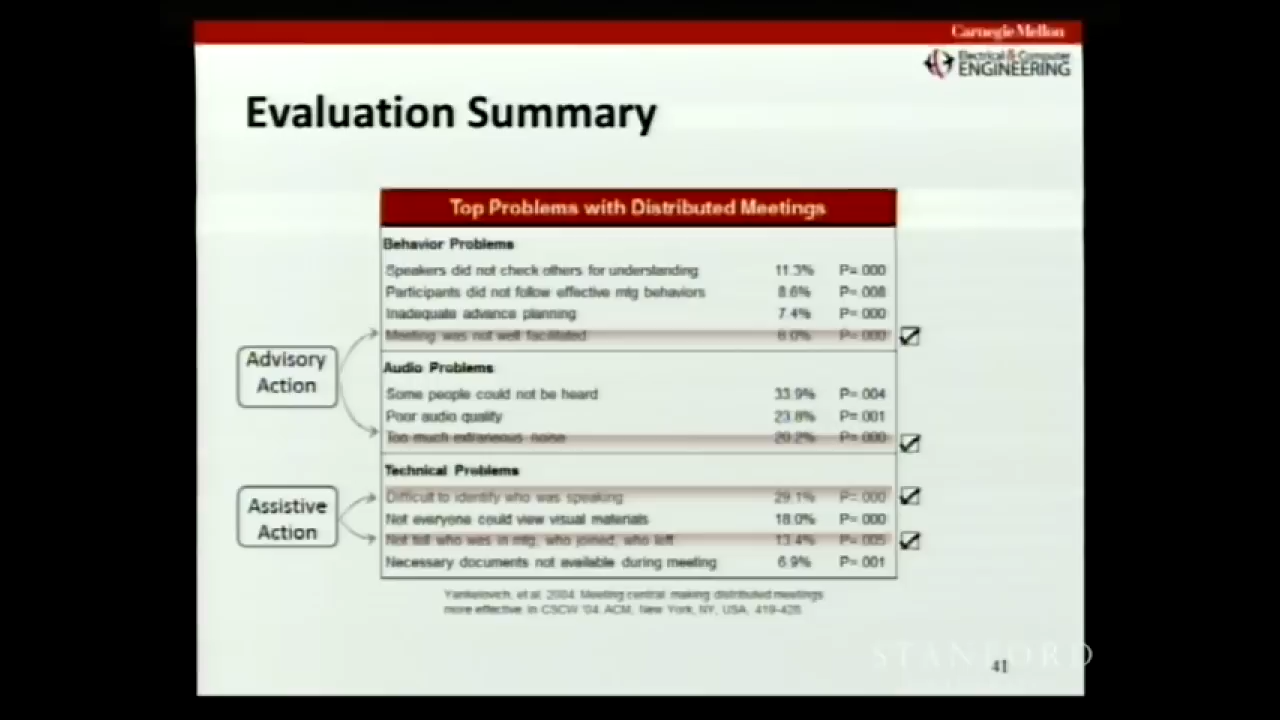 Carnegie Mellon
Electrical & Computer
ENGINEERING
Evaluation Summary
Top Problems with Distributed Meetings
Behavior Problems
Speakers did not check others for understanding 11.3% P=.000
Participants did not follow effective mtg behaviors 8.6% P=.008
Inadequate advance planning 7.4% P=.000
Meeting was not well facilitated 6.0% P=.000
Advisory
Action
Audio Problems
Some people could not be heard 33.9% P=.004
Poor audio quality 23.8% P=.001
Too much extraneous noise 20.2% P=.000
Technical Problems
Difficult to identify who was speaking 29.1% P=.000
Not everyone could view visual materials 18.0% P=.000
Not tell who was in mtg, who joined, who left 13.4% P=.005
Necessary documents not available during meeting 6.9% P=.001
Assistive
Action
Yankelovich, et al. 2004. Meeting central: making distributed meetings
more effective. in CSCW '04. ACM, New York, NY, USA, 419-428.
STANFORD
41